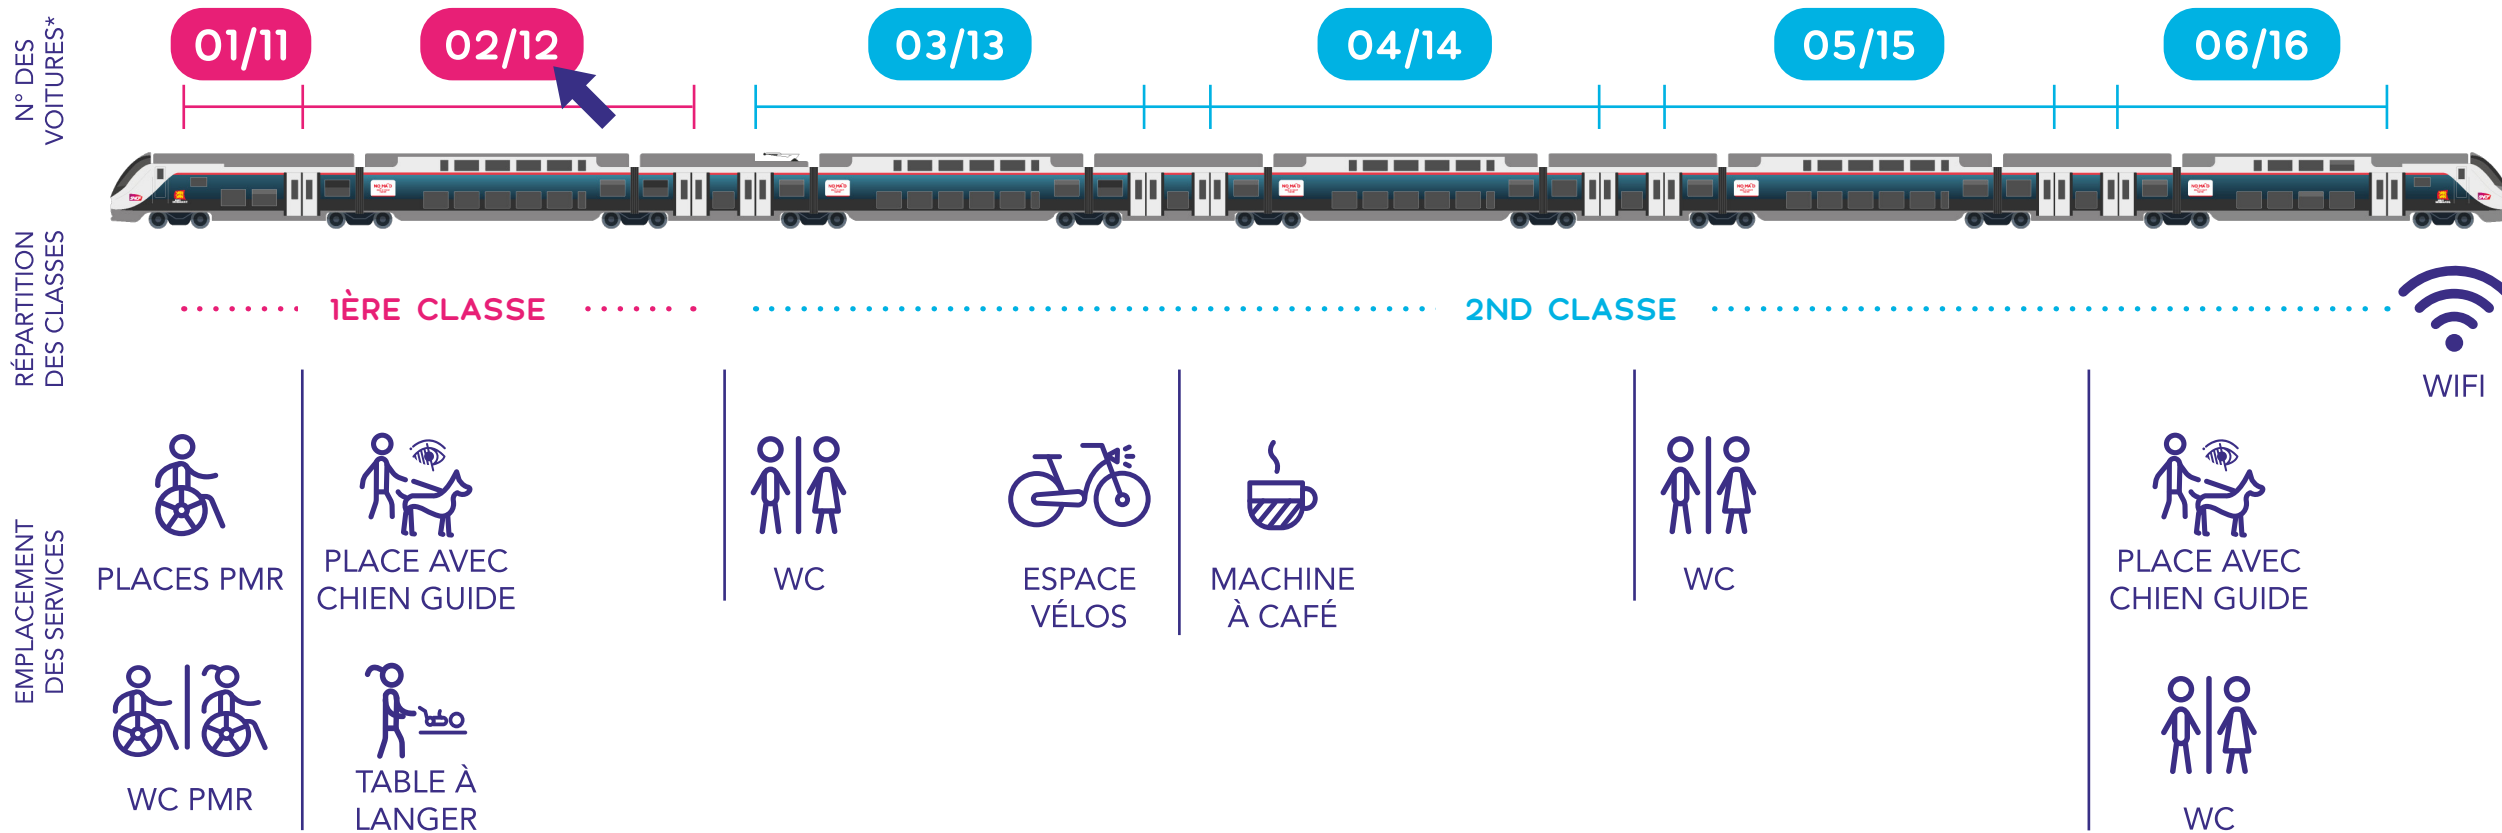 N° DES
VOITURES*
01/11
02/12
03/13
04/14
05/15
06/16
RÉPARTITION
DES CLASSES
1ÈRE CLASSE
2ND CLASSE
WIFI
EMPLACEMENT
DES SERVICES
PLACES PMR
WC PMR
PLACE AVEC
CHIEN GUIDE
TABLE À
LANGER
WC
ESPACE
VÉLOS
MACHINE
À CAFÉ
WC
PLACE AVEC
CHIEN GUIDE
WC